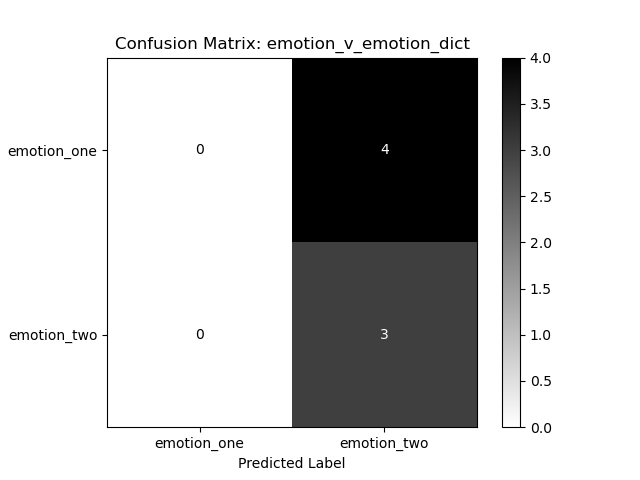 Confusion Matrix: emotion_v_emotion_dict
4.0
3.5
3.0
2.5
2.0
1.5
1.0
0.5
0.0
emotion_one
0 4
emotion_two
0 3
emotion_one emotion_two
Predicted Label